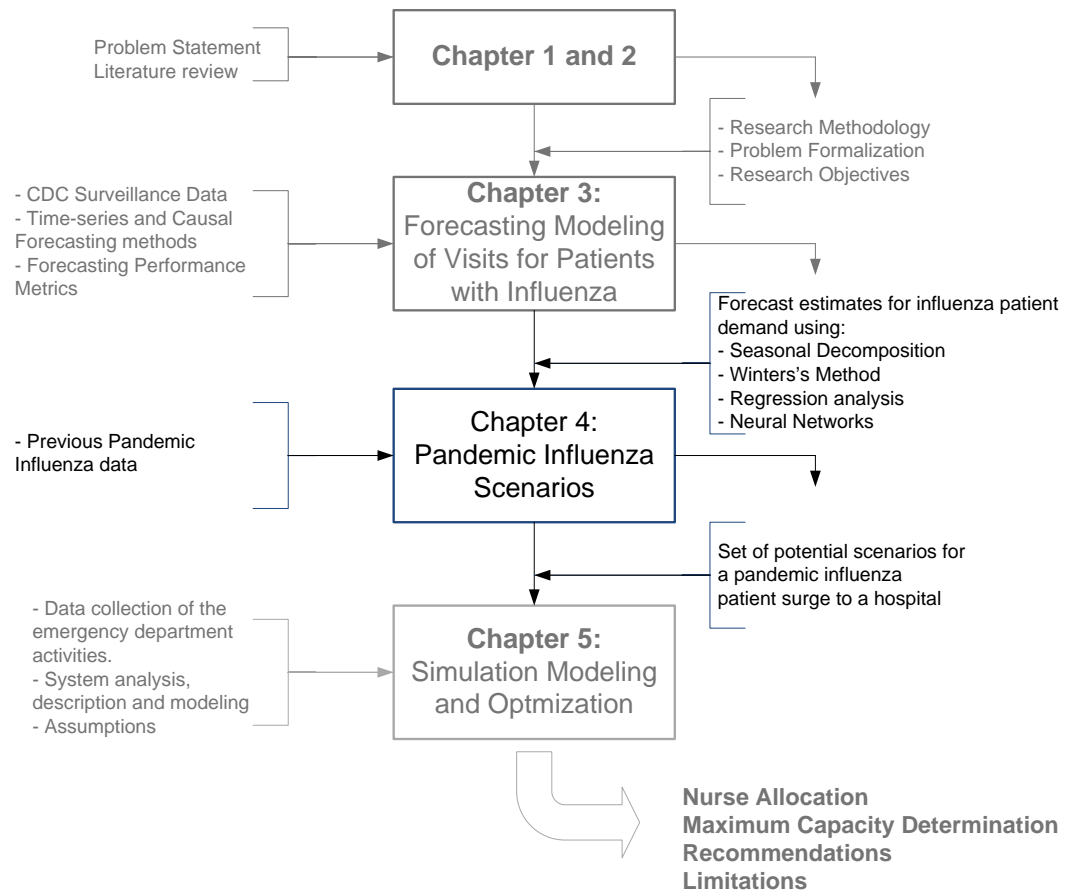 Problem Statement
Literature review
Chapter 1 and 2
- Research Methodology
- Problem Formalization
- Research Objectives
- CDC Surveillance Data
- Time-series and Causal
Forecasting methods
- Forecasting Performance
Metrics
Chapter 3:
Forecasting Modeling
of Visits for Patients
with Influenza
Forecast estimates for influenza patient
demand using:
- Seasonal Decomposition
- Winters's Method
- Regression analysis
- Neural Networks
- Previous Pandemic
Influenza data
Chapter 4:
Pandemic Influenza
Scenarios
Set of potential scenarios for
a pandemic influenza
patient surge to a hospital
- Data collection of the
emergency department
activities.
- System analysis,
description and modeling
- Assumptions
Chapter 5:
Simulation Modeling
and Optmization
Nurse Allocation
Maximum Capacity Determination
Recommendations
Limitations